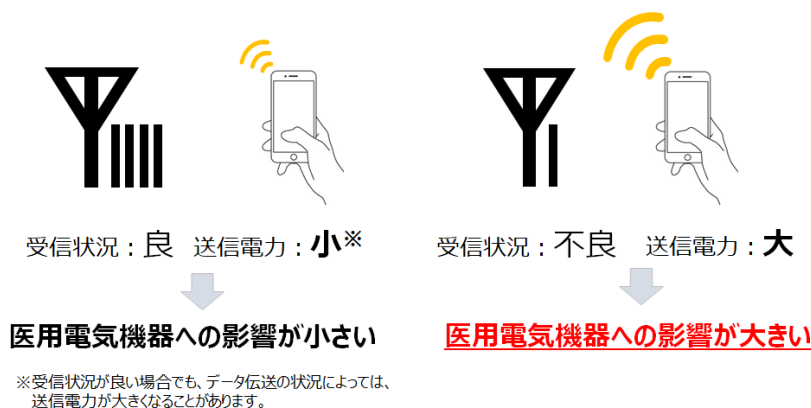 受信状況：良 送信電力：小※
医用電気機器への影響が小さい
※受信状況が良い場合でも、データ伝送の状況によっては、
送信電力が大きくなることがあります。
受信状況：不良 送信電力：大
医用電気機器への影響が大きい